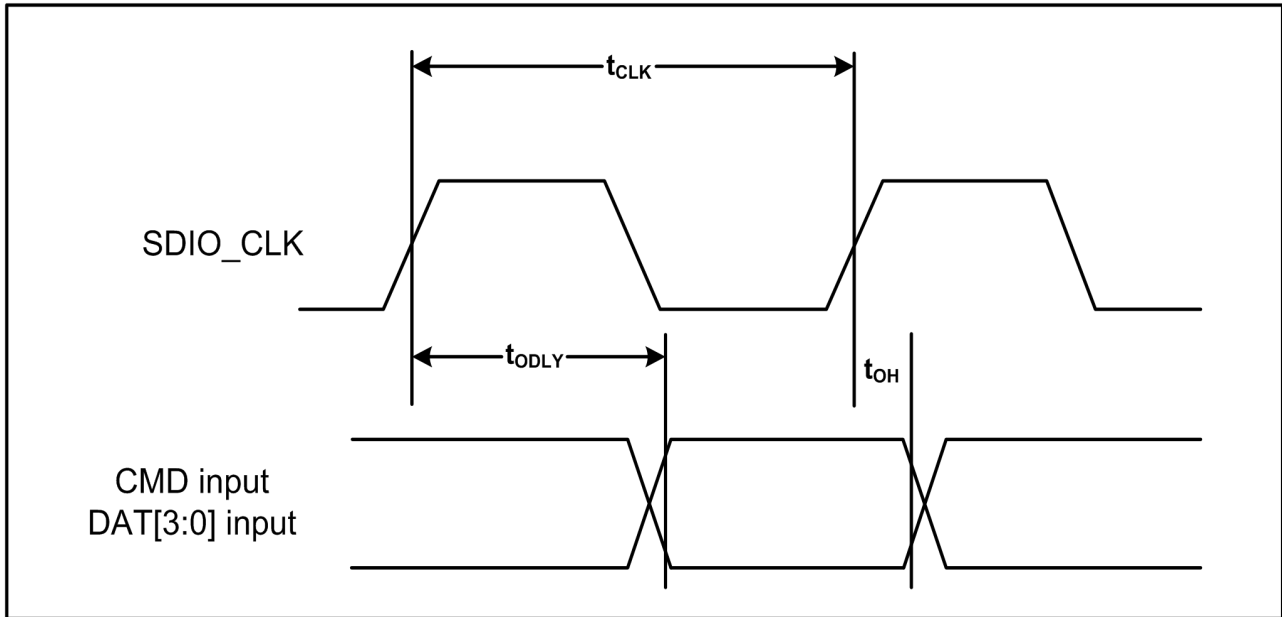 tCLK
SDIO_CLK
tODLY
tOH
CMD input
DAT[3:0] input